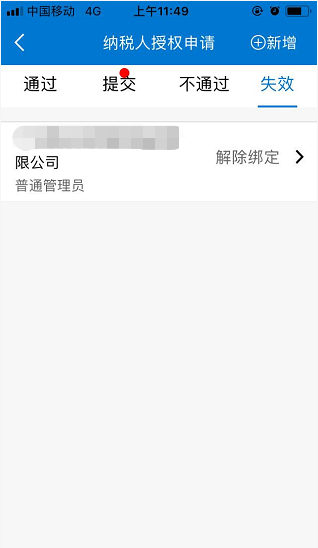 中国移动 4G 上午11:49
纳税人授权申请 新增
通过 提交 不通过 失效
限公司
解除绑定
普通管理员